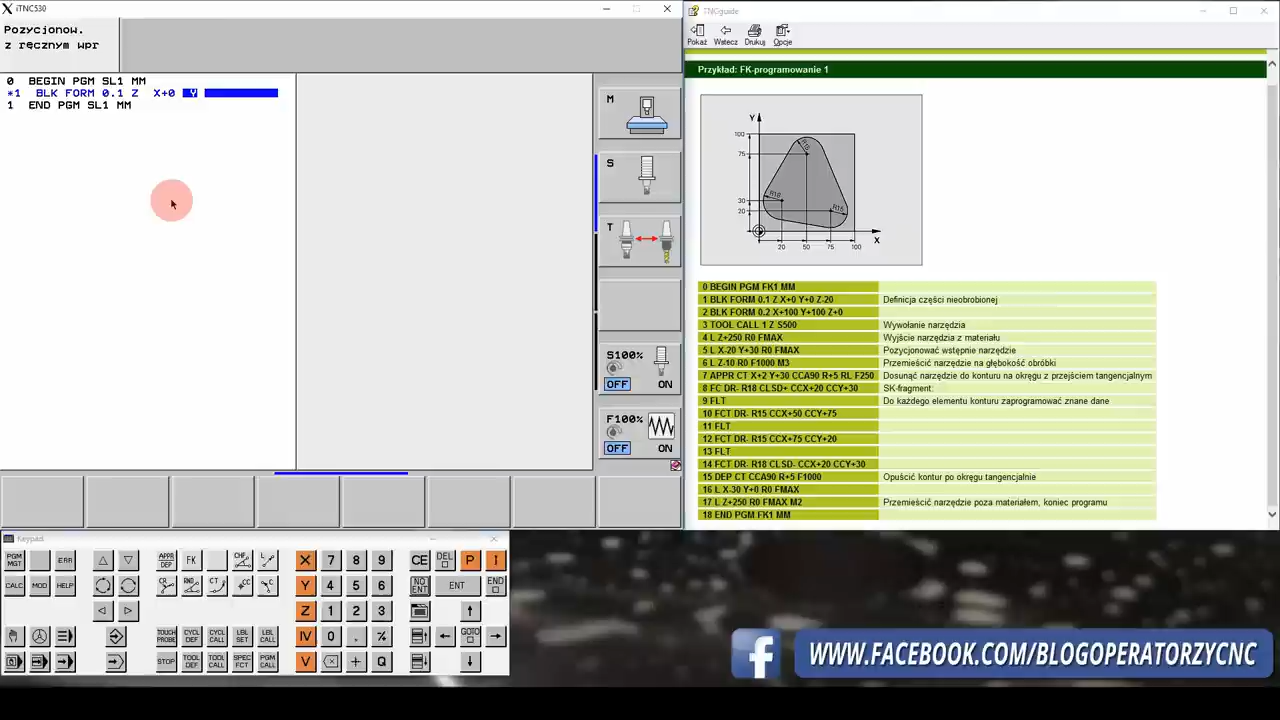 iTNC530
Pozycjonow.
z ręcznym wpr
0 BEGIN PGM SL1 MM
*1 BLK FORM 0.1 Z X+0 Y
1 END PGM SL1 MM
M
S
T
S100%
OFF ON
F100%
OFF ON
TNCguide
Pokaż Wstecz Drukuj Opcje
Przykład: FK-programowanie 1
Y
100
75
30
20
R15
R18
R15
20 50 75 100
X
0 BEGIN PGM FK1 MM
1 BLK FORM 0.1 Z X+0 Y+0 Z-20 Definicja części nieobrobionej
2 BLK FORM 0.2 X+100 Y+100 Z+0
3 TOOL CALL 1 Z S500 Wywołanie narzędzia
4 L Z+250 R0 FMAX Wyjście narzędzia z materiału
5 L X-20 Y+30 R0 FMAX Pozycjonować wstępnie narzędzie
6 L Z-10 R0 F1000 M3 Przemieścić narzędzie na głębokość obróbki
7 APPR CT X+2 Y+30 CCA90 R+5 RL F250 Dosunąć narzędzie do konturu na okręgu z przejściem tangencjalnym
8 FC DR- R18 CLSD+ CCX+20 CCY+30 SK-fragment:
9 FLT Do każdego elementu konturu zaprogramować znane dane
10 FCT DR- R15 CCX+50 CCY+75
11 FLT
12 FCT DR- R15 CCX+75 CCY+20
13 FLT
14 FCT DR- R18 CLSD- CCX+20 CCY+30
15 DEP CT CCA90 R+5 F1000 Opuścić kontur po okręgu tangencjalnie
16 L X-30 Y+0 R0 FMAX
17 L Z+250 R0 FMAX M2 Przemieścić narzędzie poza materiałem, koniec programu
18 END PGM FK1 MM
Keypad
PGM MGT ERR APPR DEP FK CHF L X 7 8 9 CE DEL P I
CALC MOD HELP CR RND CT CC C Y 4 5 6 NO ENT ENT END
Z 1 2 3
TOUCH PROBE CYCL DEF CYCL CALL LBL SET LBL CALL IV 0 . % GOTO
STOP TOOL DEF TOOL CALL SPEC FCT PGM CALL V + Q
f WWW.FACEBOOK.COM/BLOGOPERATORZYCNC